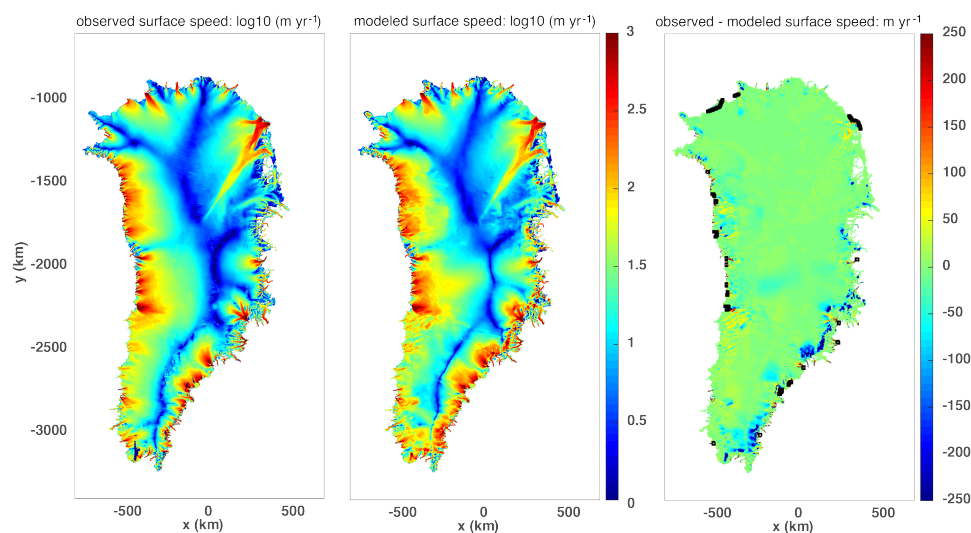 observed surface speed: log10 (m yr⁻¹)
modeled surface speed: log10 (m yr⁻¹)
observed - modeled surface speed: m yr⁻¹
y (km)
-1000
-1500
-2000
-2500
-3000
-500 0 500
x (km)
-500 0 500
x (km)
3
2.5
2
1.5
1
0.5
0
-500 0 500
x (km)
250
200
150
100
50
0
-50
-100
-150
-200
-250